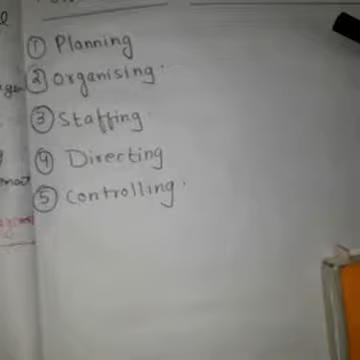 ① Planning
② Organising.
③ Staffing
④ Directing
⑤ Controlling.